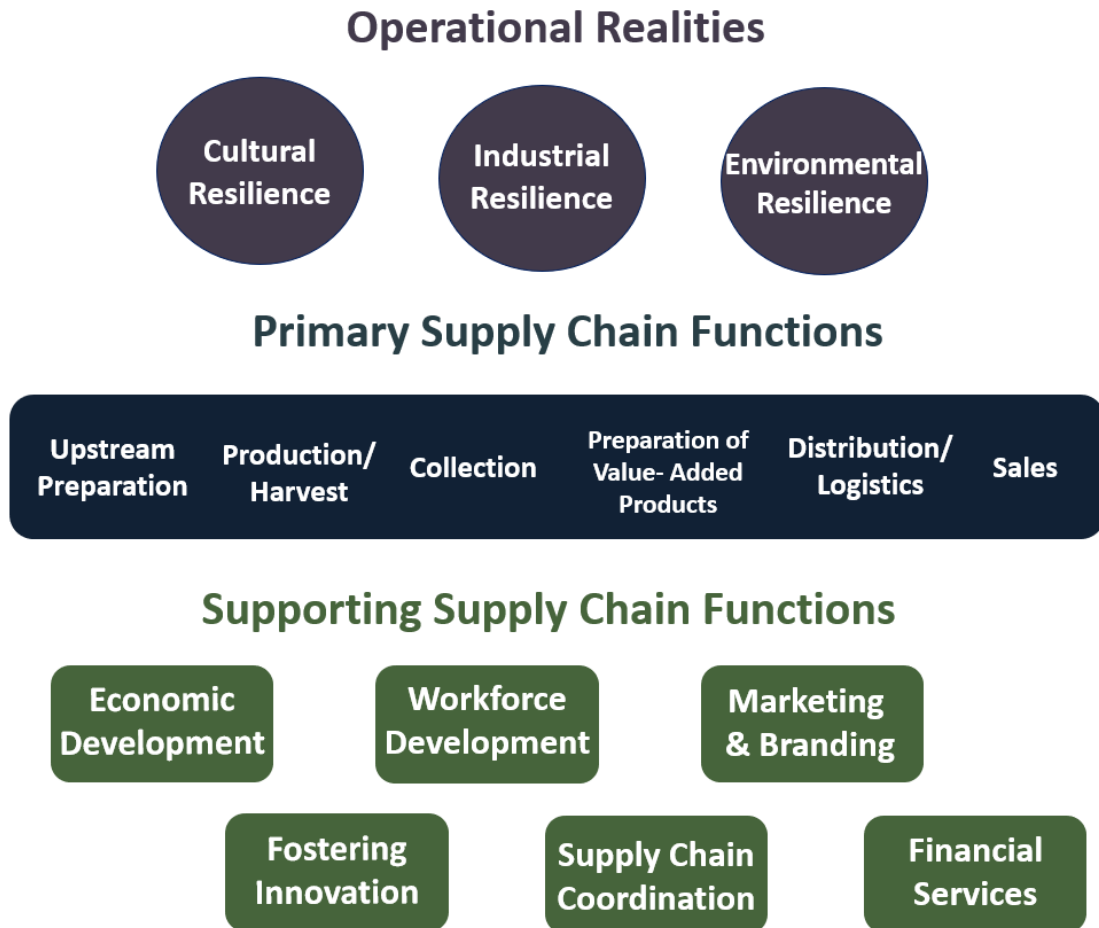 Operational Realities
Cultural
Resilience
Industrial
Resilience
Environmental
Resilience
Primary Supply Chain Functions
Upstream
Preparation
Production/
Harvest
Collection
Preparation of
Value- Added
Products
Distribution/
Logistics
Sales
Supporting Supply Chain Functions
Economic
Development
Workforce
Development
Marketing
& Branding
Fostering
Innovation
Supply Chain
Coordination
Financial
Services